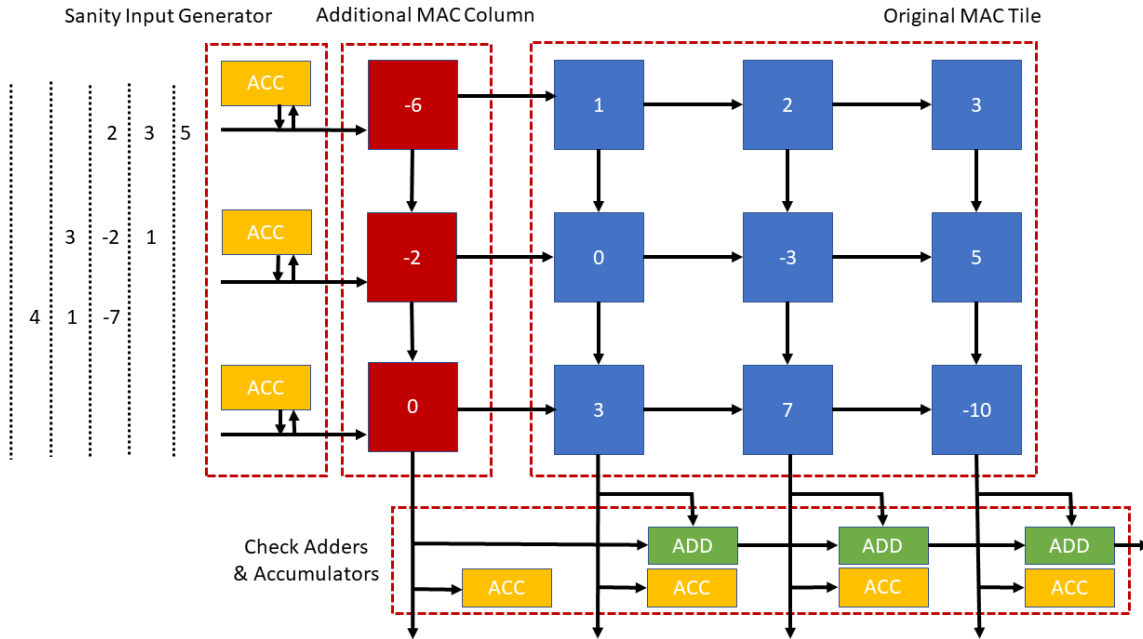 Sanity Input Generator
Additional MAC Column
Original MAC Tile
ACC
-6
1
2
3
2 3 5
ACC
-2
0
-3
5
3 -2 1
4 1 -7
ACC
0
3
7
-10
Check Adders
& Accumulators
ADD
ADD
ADD
ACC
ACC
ACC
ACC